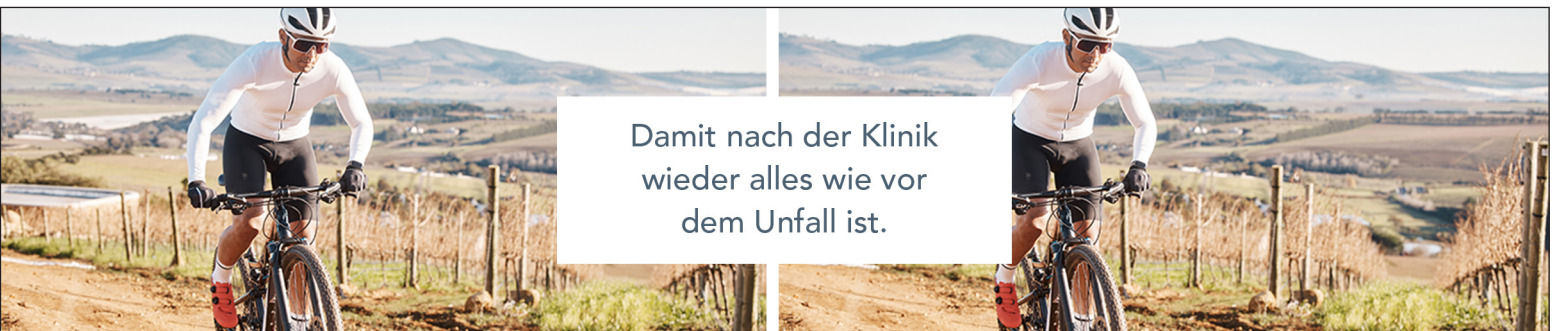 Damit nach der Klinik
wieder alles wie vor
dem Unfall ist.